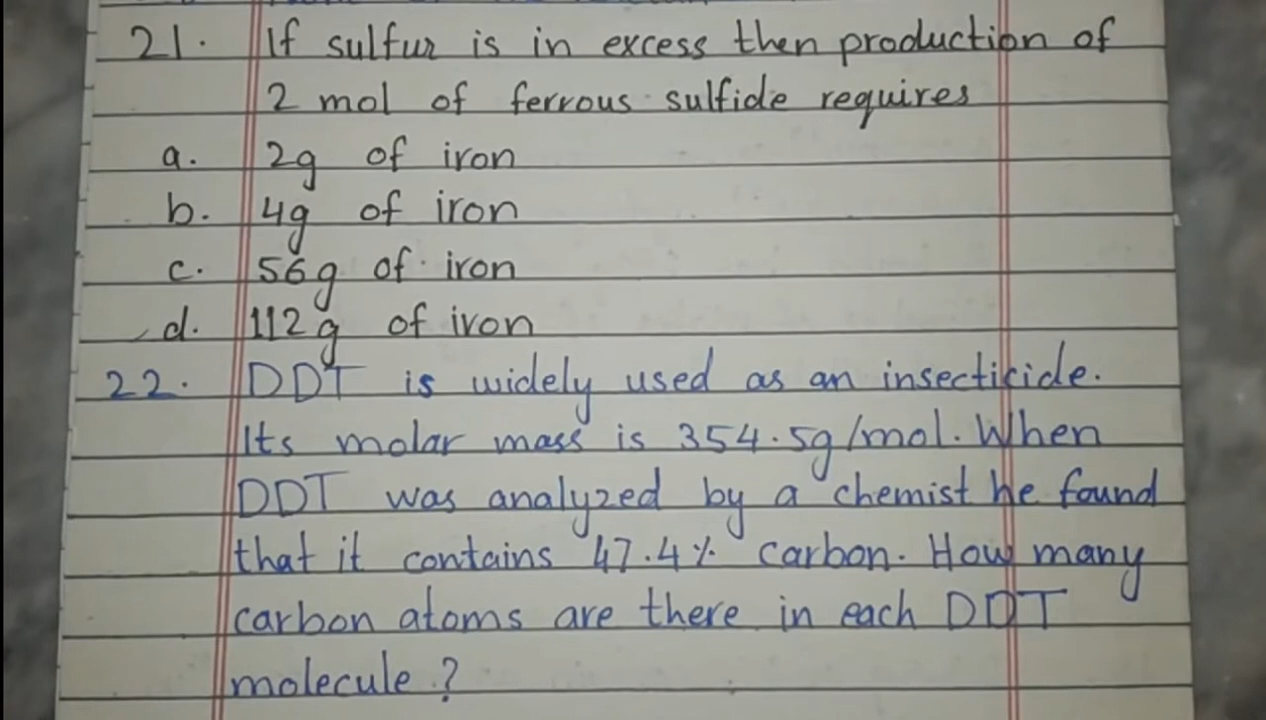 21. If sulfur is in excess then production of
2 mol of ferrous sulfide requires
a. 2g of iron
b. 4g of iron
c. 56g of iron
d. 112g of iron
22. DDT is widely used as an insecticide.
Its molar mass is 354.5g/mol. When
DDT was analyzed by a chemist he found
that it contains 47.4% carbon. How many
carbon atoms are there in each DDT
molecule ?